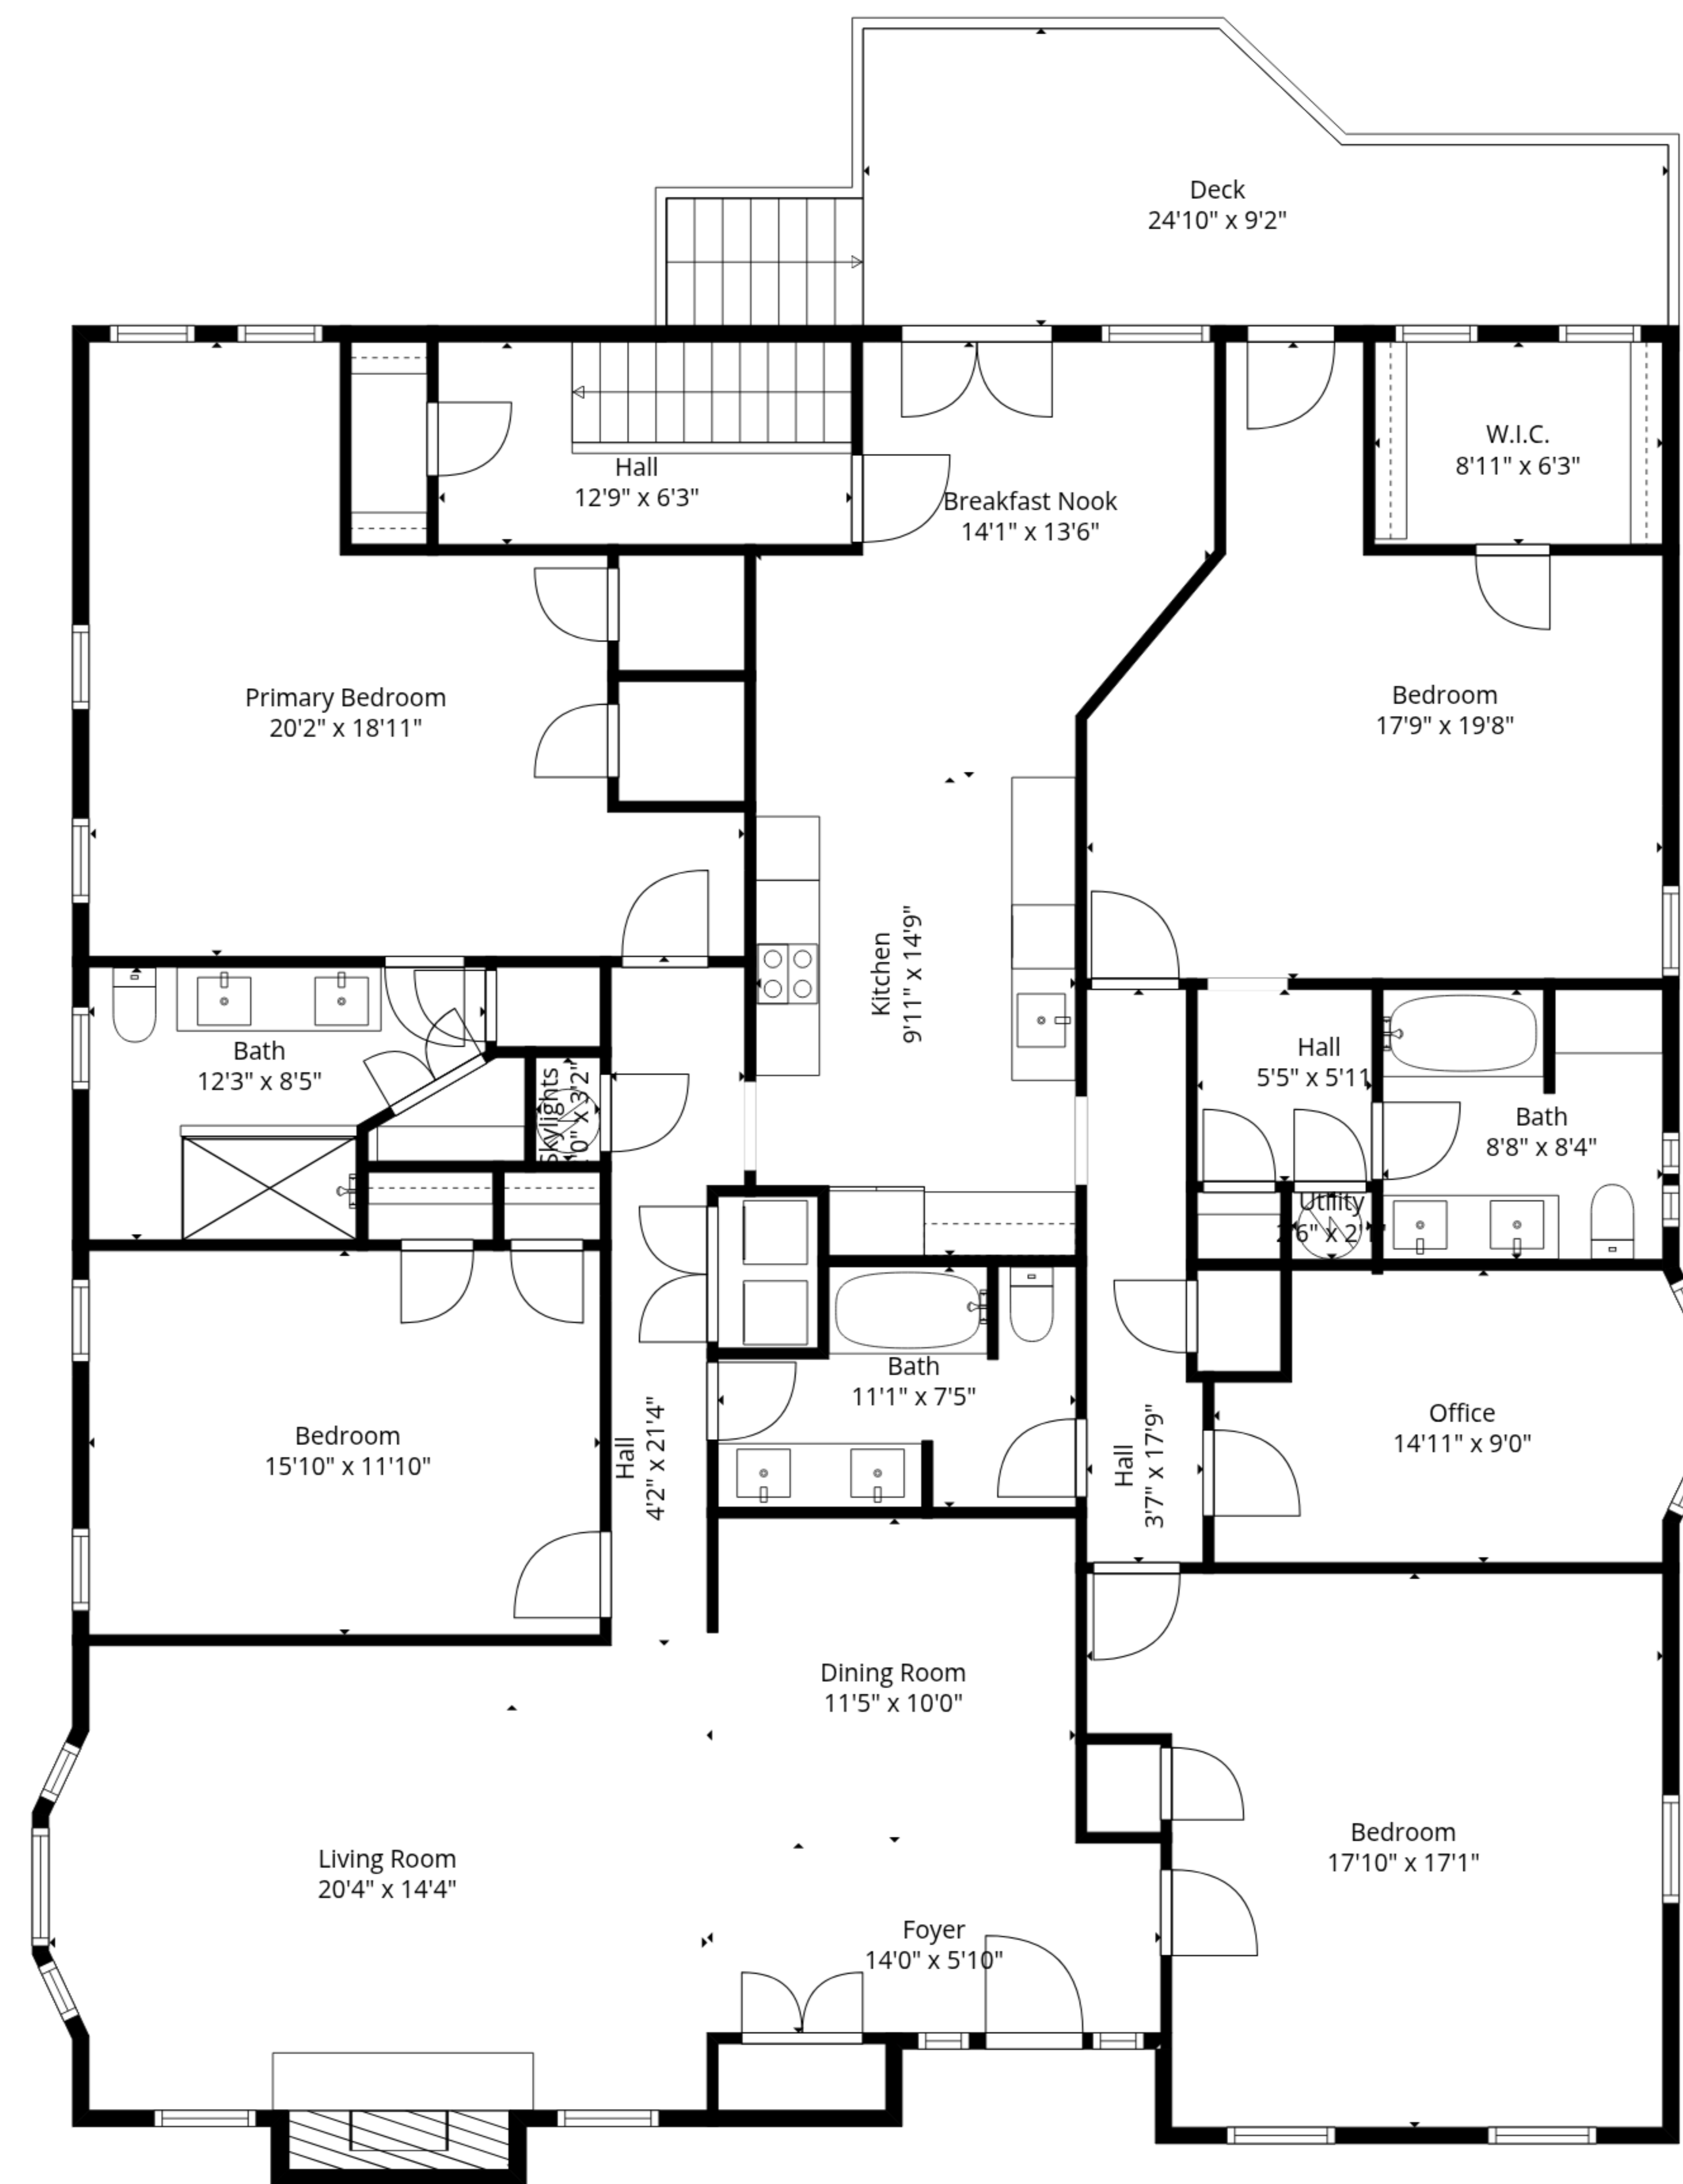 Deck
24'10" x 9'2"
W.I.C.
8'11" x 6'3"
Hall
12'9" x 6'3"
Breakfast Nook
14'1" x 13'6"
Primary Bedroom
20'2" x 18'11"
Bedroom
17'9" x 19'8"
Kitchen
9'11" x 14'9"
Bath
12'3" x 8'5"
Skylights
'0" x 3'2"
Hall
5'5" x 5'11
Bath
8'8" x 8'4"
Utility
Bath
11'1" x 7'5"
Bedroom
15'10" x 11'10"
Hall
4'2" x 21'4"
Hall
3'7" x 17'9"
Office
14'11" x 9'0"
Dining Room
11'5" x 10'0"
Living Room
20'4" x 14'4"
Bedroom
17'10" x 17'1"
Foyer
14'0" x 5'10"